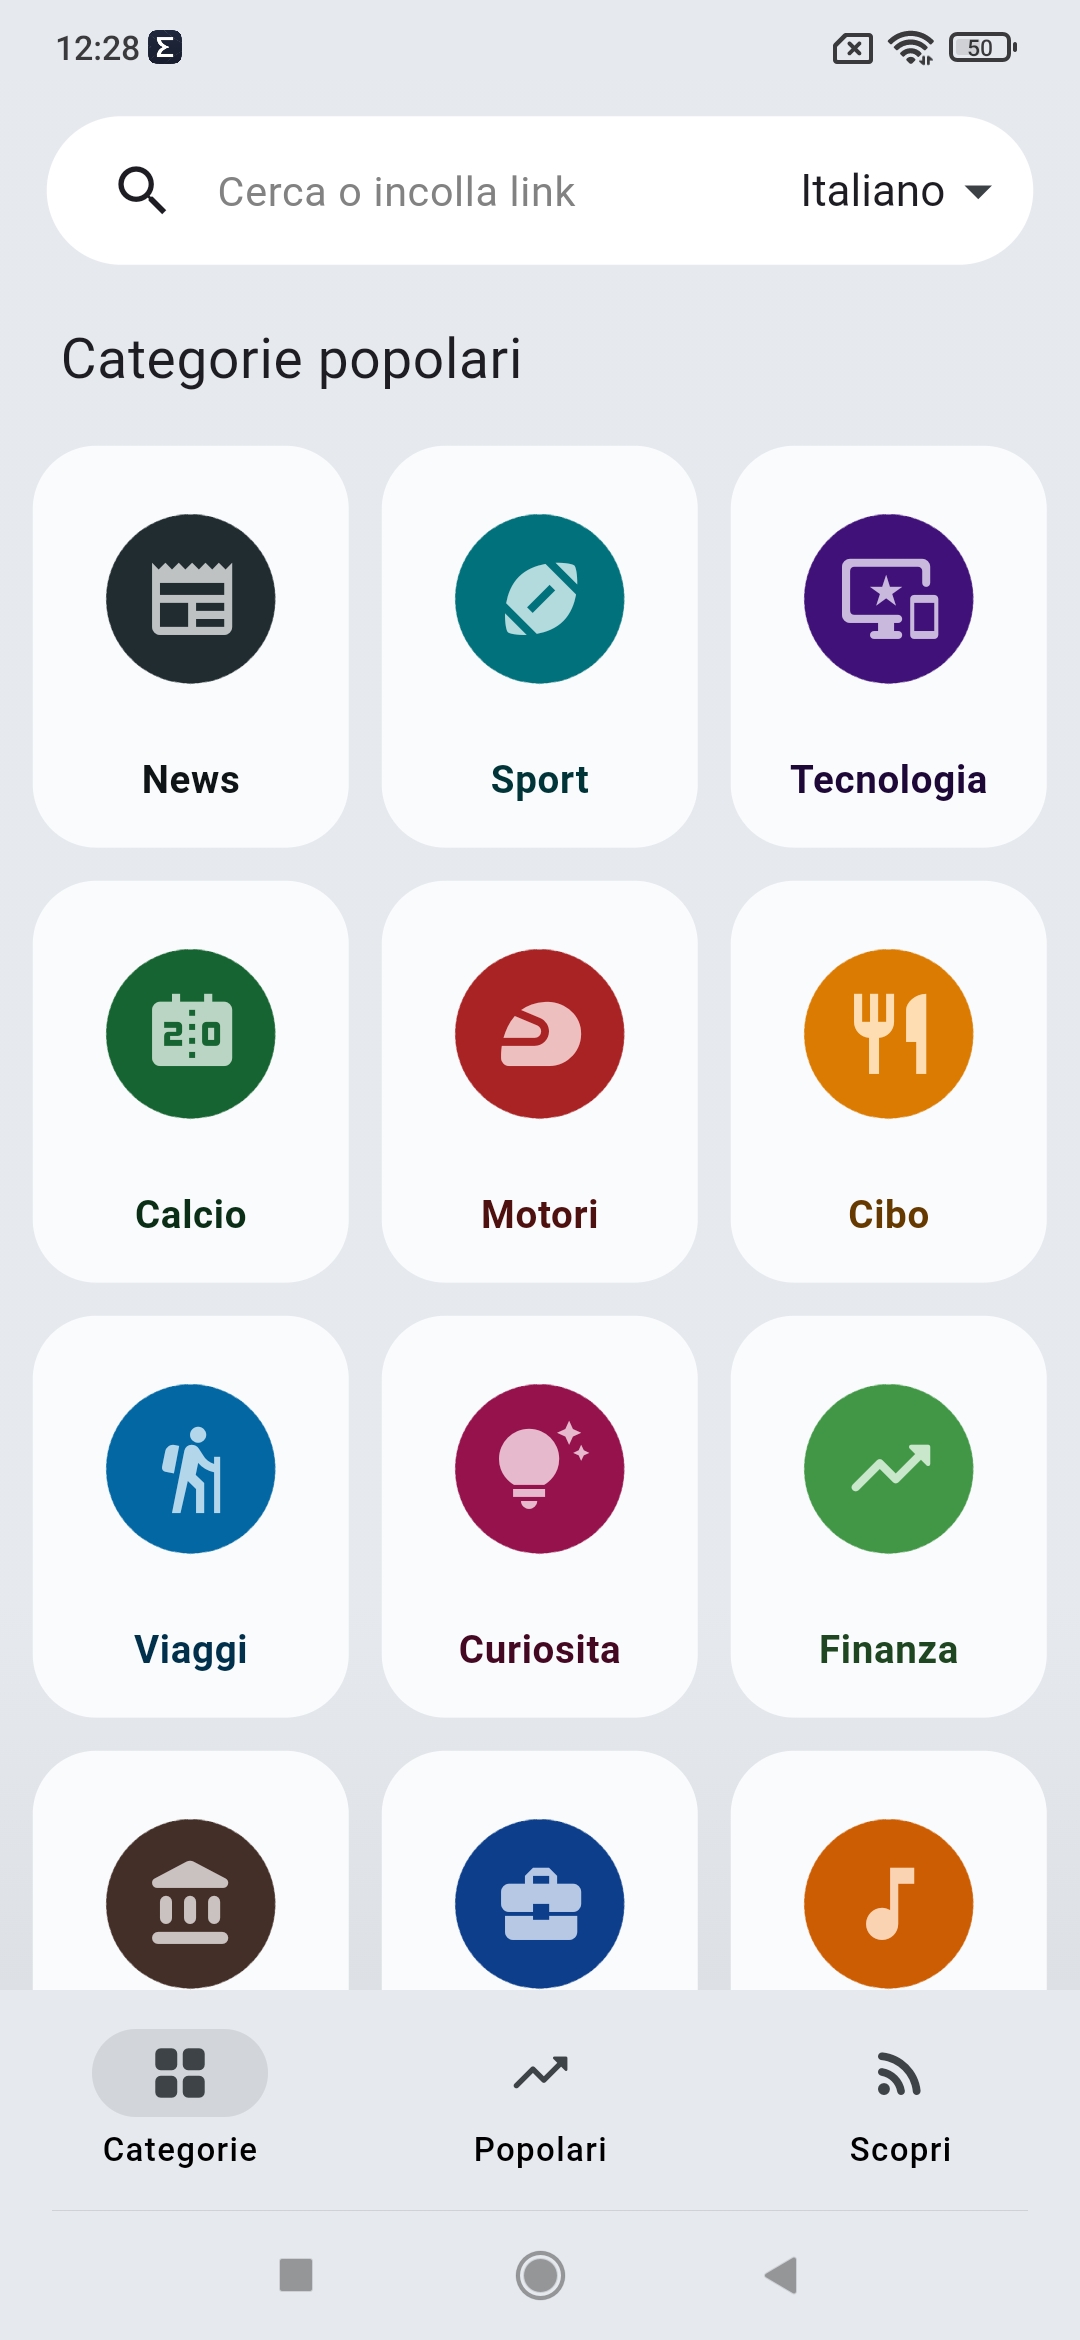 12:28
50
Cerca o incolla link
Italiano
Categorie popolari
News
Sport
Tecnologia
2:0
Calcio
Motori
Cibo
Viaggi
Curiosita
Finanza
Categorie
Popolari
Scopri